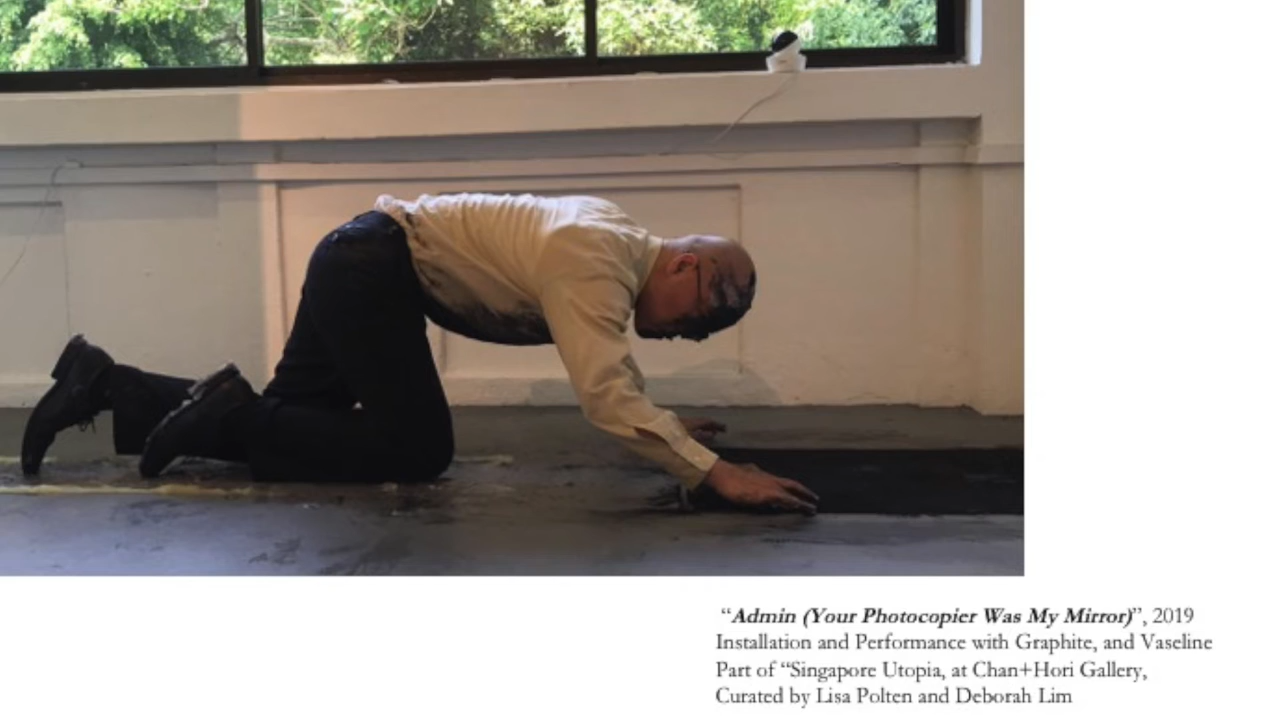 “Admin (Your Photocopier Was My Mirror)”, 2019
Installation and Performance with Graphite, and Vaseline
Part of “Singapore Utopia, at Chan+Hori Gallery,
Curated by Lisa Polten and Deborah Lim